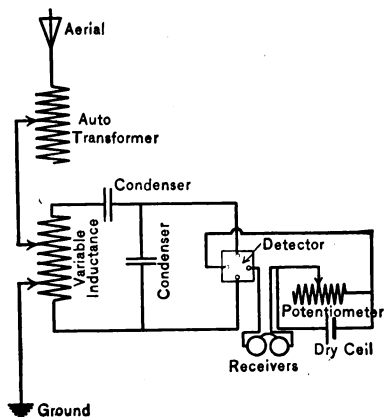 Aerial
Auto
Transformer
Condenser
Variable
Inductance
Condenser
Detector
Potentiometer
Dry Cell
Receivers
Ground